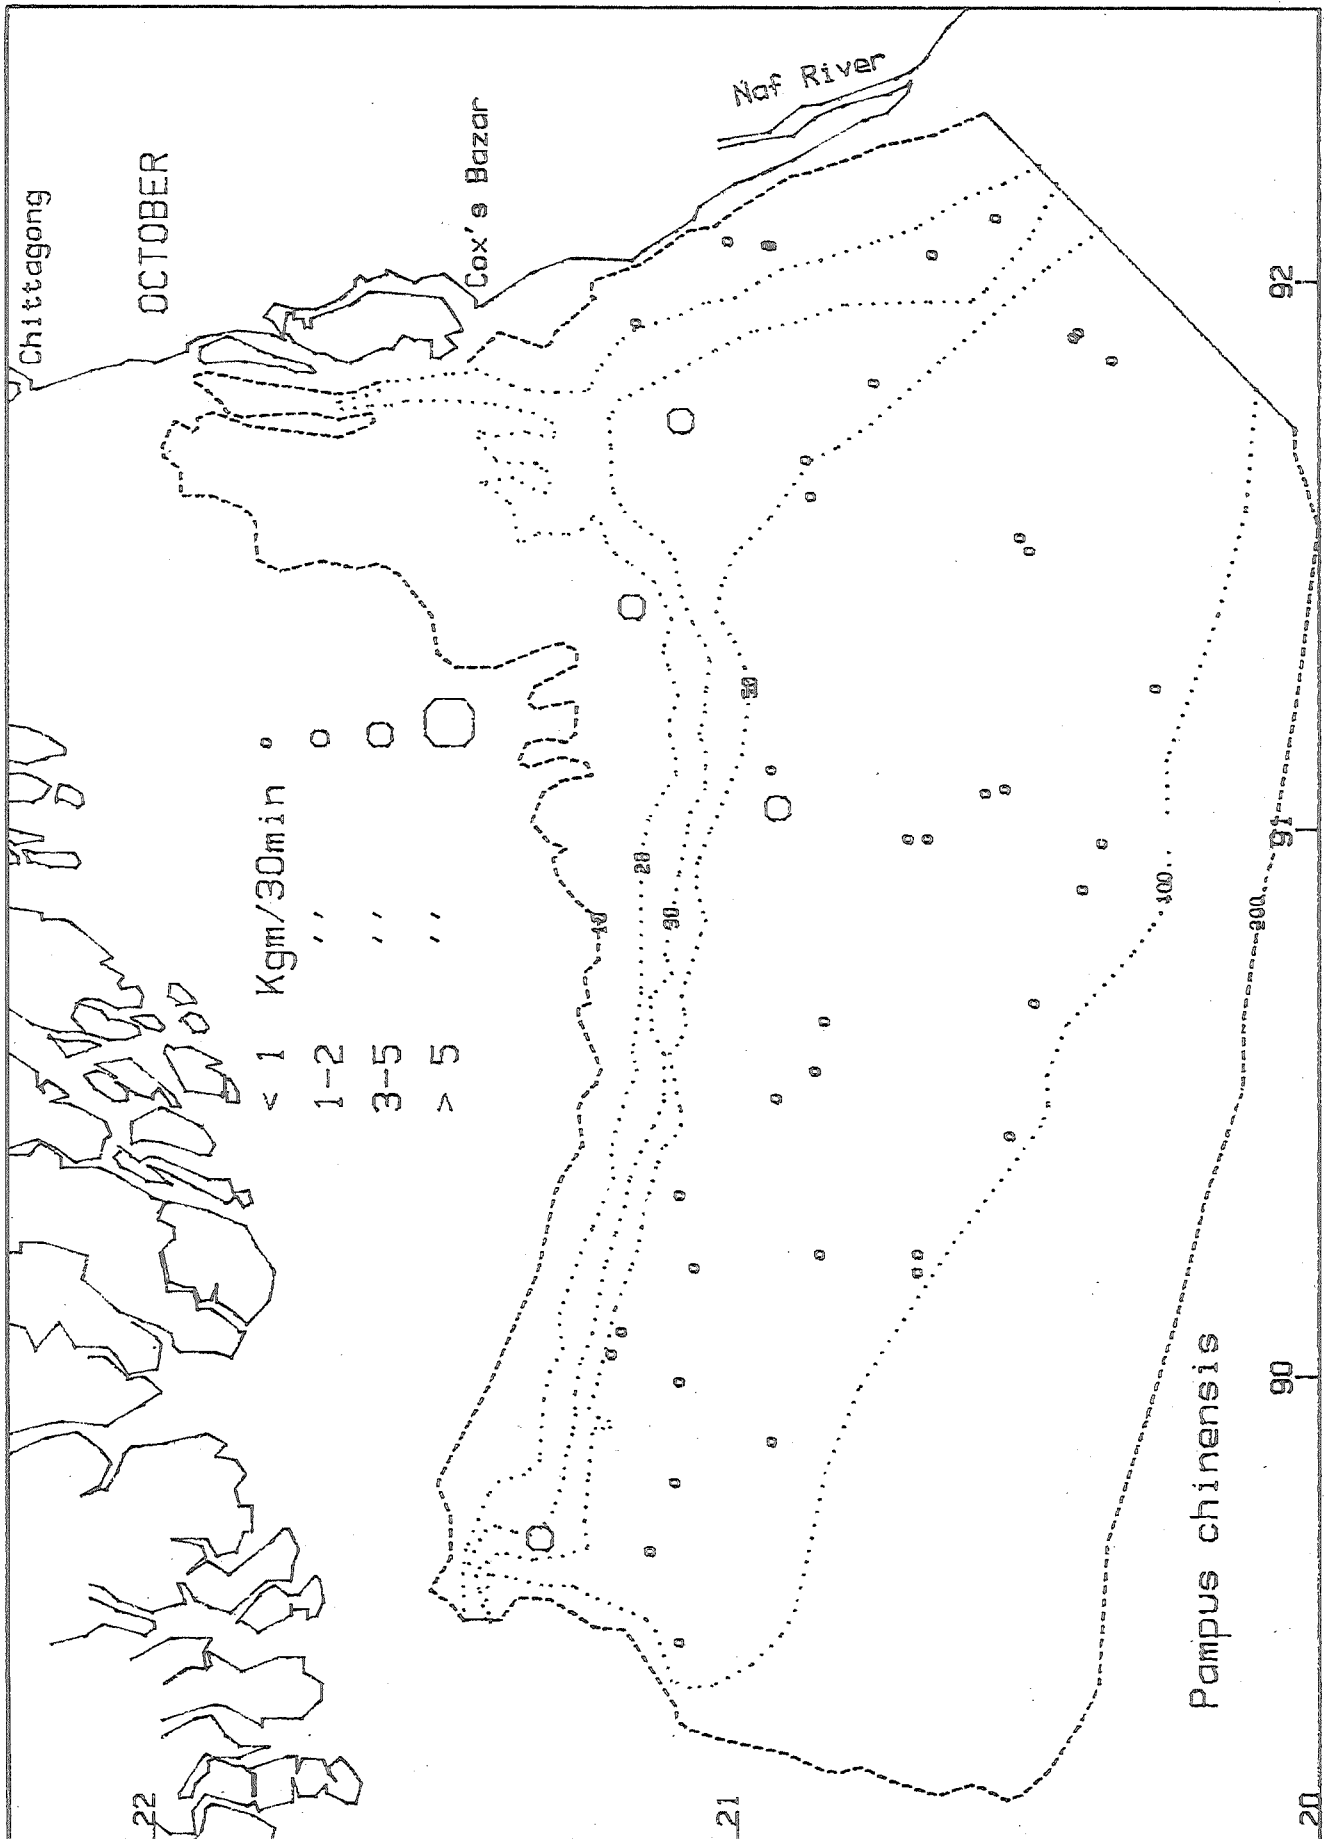 Chittagong
OCTOBER
Cox's Bazar
Naf River
< 1 Kgm/30min
1-2 ,,
3-5 ,,
> 5 ,,
10
20
30
50
100
200
22
21
20
90
91
92
Pampus chinensis